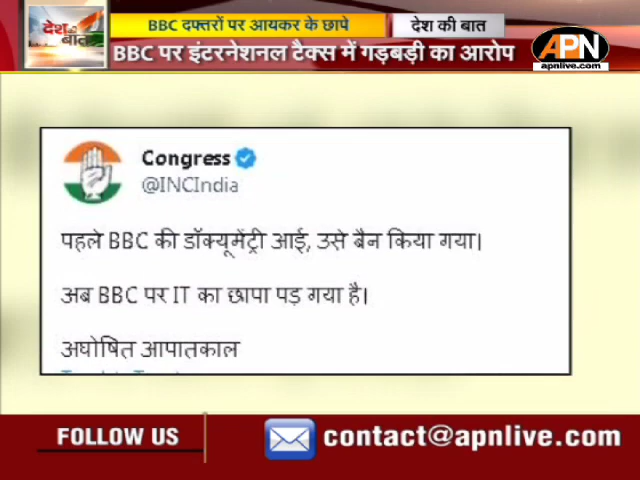 BBC दफ्तरों पर आयकर के छापे
देश की बात
देश की बात
BBC पर इंटरनेशनल टैक्स में गड़बड़ी का आरोप
APN
apnlive.com
Congress
@INCIndia
पहले BBC की डॉक्यूमेंट्री आई, उसे बैन किया गया।
अब BBC पर IT का छापा पड़ गया है।
अघोषित आपातकाल
FOLLOW US
contact@apnlive.com